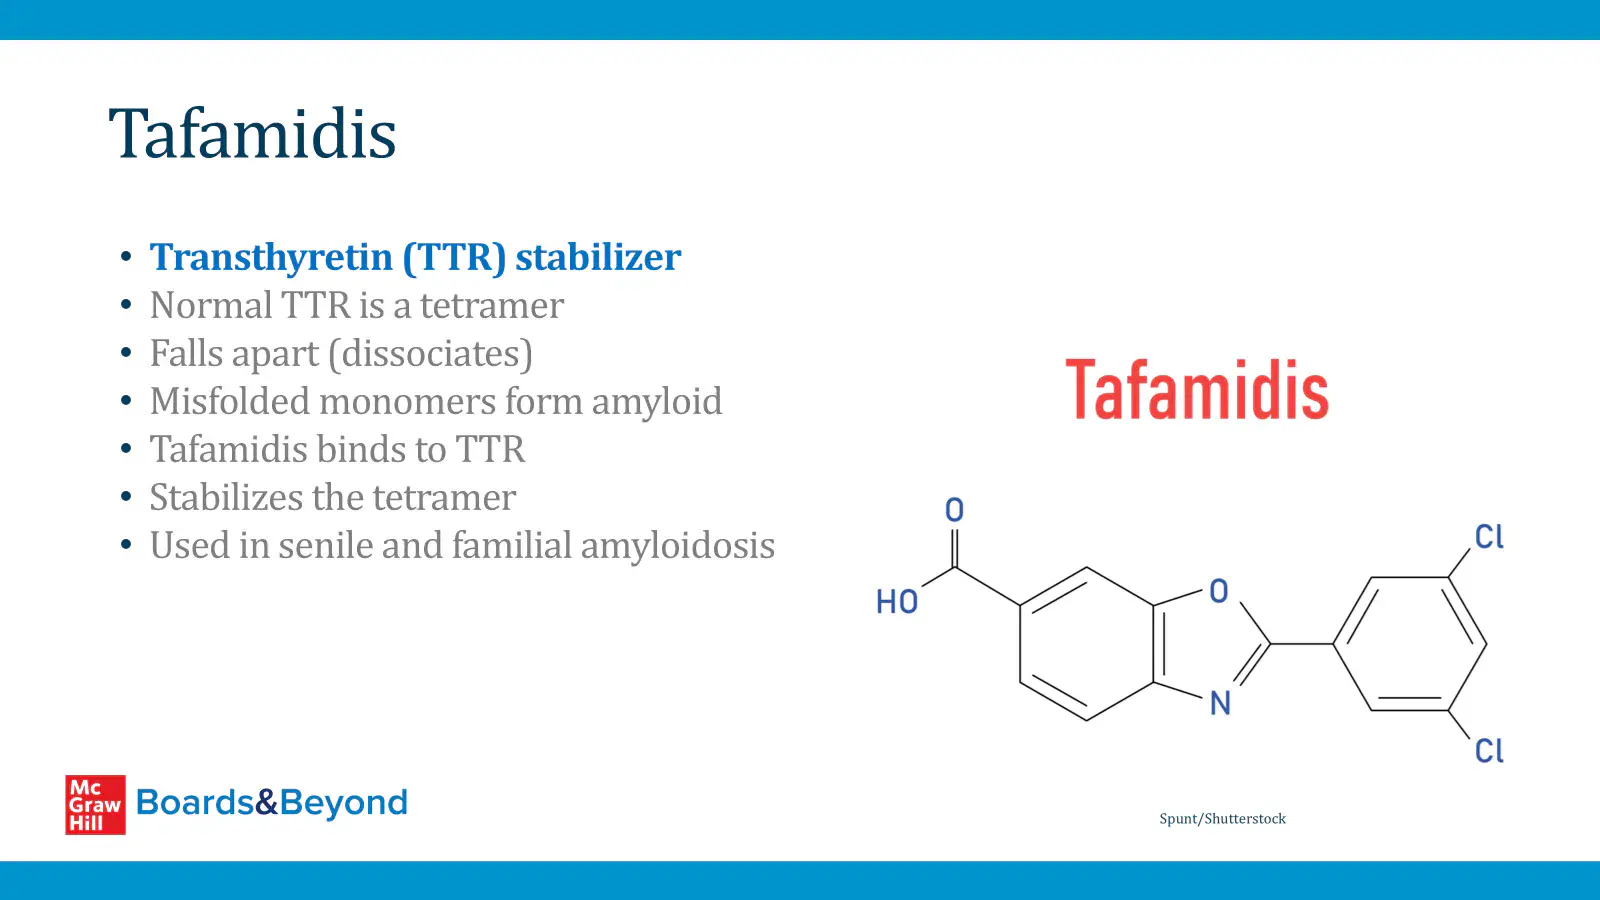 Tafamidis
• Transthyretin (TTR) stabilizer
• Normal TTR is a tetramer
• Falls apart (dissociates)
• Misfolded monomers form amyloid
• Tafamidis binds to TTR
• Stabilizes the tetramer
• Used in senile and familial amyloidosis
Tafamidis
O
HO
O
N
Cl
Cl
Mc
Graw
Hill
Boards&Beyond
Spunt/Shutterstock